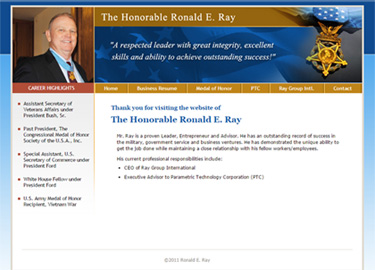 The Honorable Ronald E. Ray
"A respected leader with great integrity, excellent
skills and ability to achieve outstanding success!"
CAREER HIGHLIGHTS
Home
Business Resume
Medal of Honor
PTC
Ray Group Intl.
Contact
Assistant Secretary of
Veterans Affairs under
President Bush, Sr.
Past President, The
Congressional Medal of Honor
Society of the U.S.A., Inc.
Special Assistant, U.S.
Secretary of Commerce under
President Ford
White House Fellow under
President Ford
U.S. Army Medal of Honor
Recipient, Vietnam War
Thank you for visiting the website of
The Honorable Ronald E. Ray
Mr. Ray is a proven Leader, Entrepreneur and Advisor. He has an outstanding record of success in
the military, government service and business ventures. He has demonstrated the unique ability to
get the job done while maintaining a close relationship with his fellow workers/employees.
His current professional responsibilities include:
CEO of Ray Group International
Executive Advisor to Parametric Technology Corporation (PTC)
©2011 Ronald E. Ray